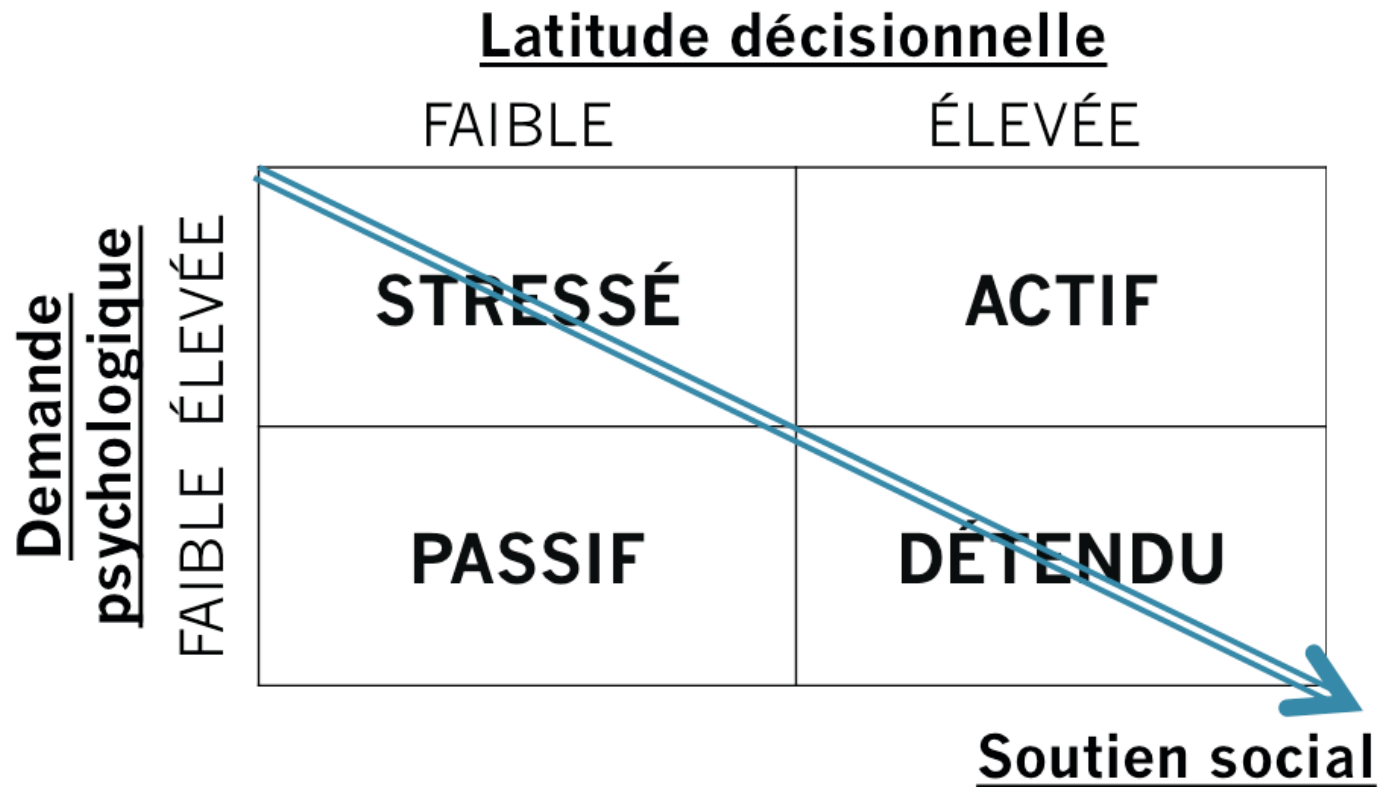 Latitude décisionnelle
FAIBLE ÉLEVÉE
Demande
psychologique
ÉLEVÉE
STRESSÉ ACTIF
FAIBLE
PASSIF DÉTENDU
Soutien social